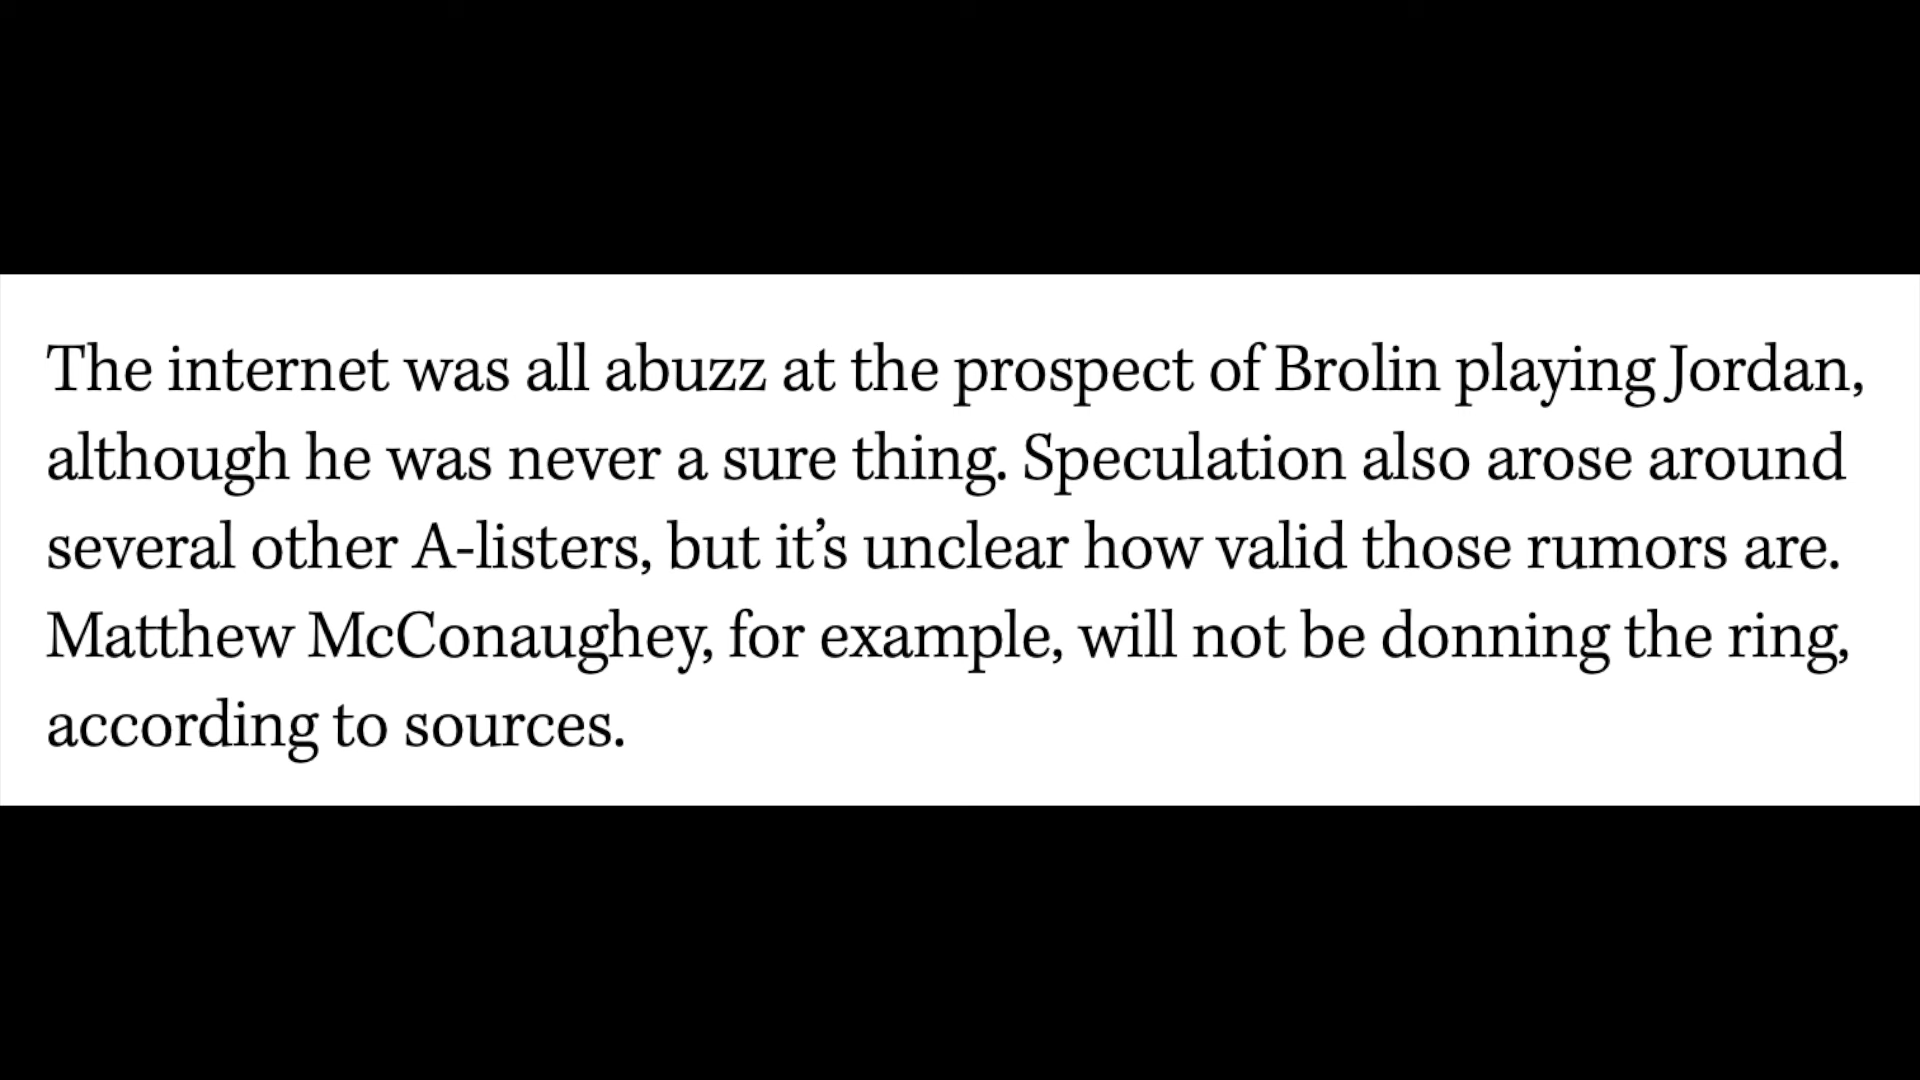 The internet was all abuzz at the prospect of Brolin playing Jordan,
although he was never a sure thing. Speculation also arose around
several other A-listers, but it’s unclear how valid those rumors are.
Matthew McConaughey, for example, will not be donning the ring,
according to sources.